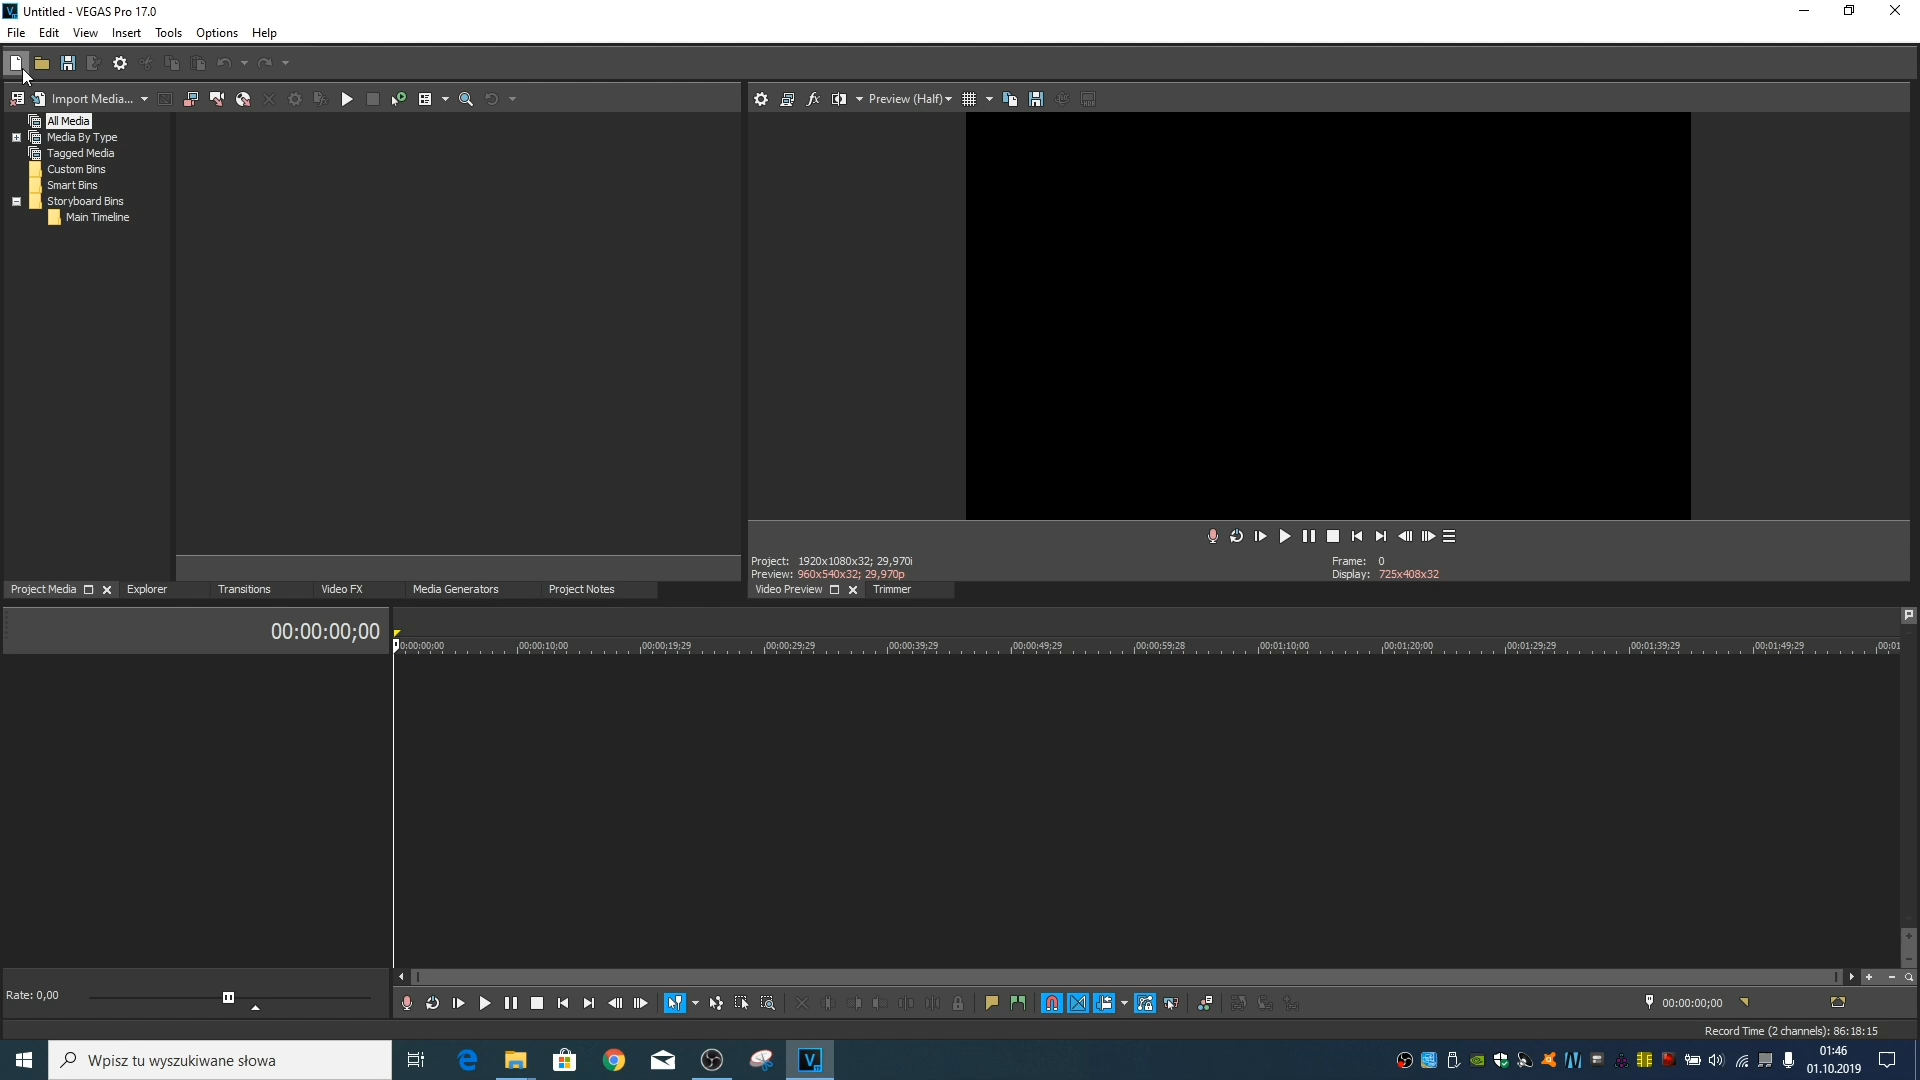 Untitled - VEGAS Pro 17.0
File Edit View Insert Tools Options Help
Import Media...
Preview (Half)
All Media
Media By Type
Tagged Media
Custom Bins
Smart Bins
Storyboard Bins
Main Timeline
Project: 1920x1080x32; 29,970i
Frame: 0
Preview: 960x540x32; 29,970p
Display: 725x408x32
Project Media Explorer Transitions Video FX Media Generators Project Notes
Video Preview Trimmer
00:00:00;00
0:00:00;00 00:00:10;00 00:00:19;29 00:00:29;29 00:00:39;29 00:00:49;29 00:00:59;28 00:01:10;00 00:01:20;00 00:01:29;29 00:01:39;29 00:01:49;29 00:01
Rate: 0,00
00:00:00;00
Record Time (2 channels): 86:18:15
Wpisz tu wyszukiwane słowa
01:46
01.10.2019